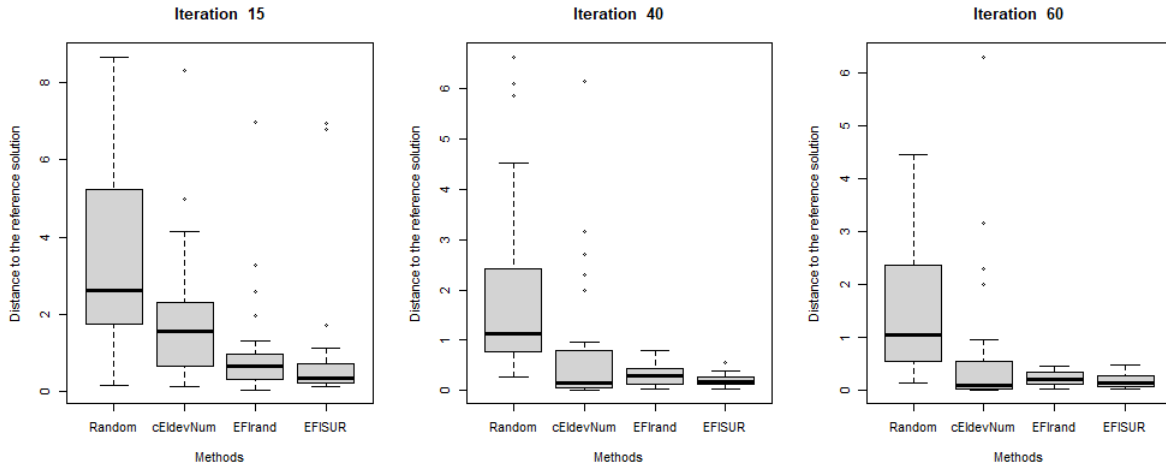 Iteration 15
Distance to the reference solution
8
6
4
2
0
Random cEIdevNum EFIrand EFISUR
Methods
Iteration 40
Distance to the reference solution
6
5
4
3
2
1
0
Random cEIdevNum EFIrand EFISUR
Methods
Iteration 60
Distance to the reference solution
6
5
4
3
2
1
0
Random cEIdevNum EFIrand EFISUR
Methods